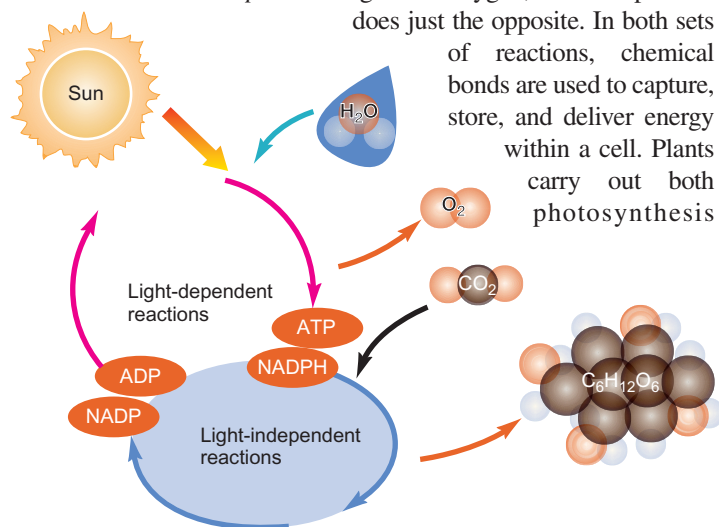 does just the opposite. In both sets
of reactions, chemical
bonds are used to capture,
store, and deliver energy
within a cell. Plants
carry out both
photosynthesis
Sun
H₂O
O₂
CO₂
Light-dependent
reactions
ATP
NADPH
ADP
NADP
C₆H₁₂O₆
Light-independent
reactions